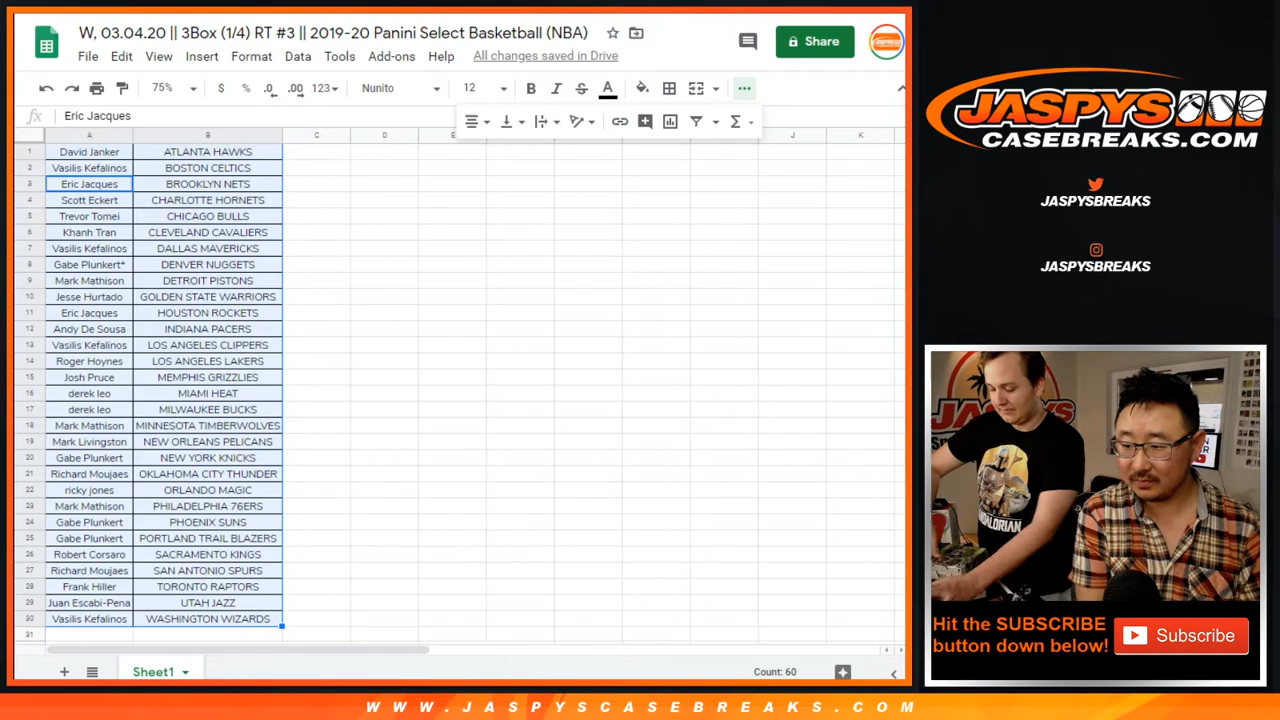 W, 03.04.20 || 3Box (1/4) RT #3 || 2019-20 Panini Select Basketball (NBA)
File Edit View Insert Format Data Tools Add-ons Help All changes saved in Drive
Share
75% $ % .0 .00 123 Nunito 12 B I S A
fx Eric Jacques
A B C D E J K
1 David Janker ATLANTA HAWKS
2 Vasilis Kefalinos BOSTON CELTICS
3 Eric Jacques BROOKLYN NETS
4 Scott Eckert CHARLOTTE HORNETS
5 Trevor Tomei CHICAGO BULLS
6 Khanh Tran CLEVELAND CAVALIERS
7 Vasilis Kefalinos DALLAS MAVERICKS
8 Gabe Plunkert* DENVER NUGGETS
9 Mark Mathison DETROIT PISTONS
10 Jesse Hurtado GOLDEN STATE WARRIORS
11 Eric Jacques HOUSTON ROCKETS
12 Andy De Sousa INDIANA PACERS
13 Vasilis Kefalinos LOS ANGELES CLIPPERS
14 Roger Hoynes LOS ANGELES LAKERS
15 Josh Pruce MEMPHIS GRIZZLIES
16 derek leo MIAMI HEAT
17 derek leo MILWAUKEE BUCKS
18 Mark Mathison MINNESOTA TIMBERWOLVES
19 Mark Livingston NEW ORLEANS PELICANS
20 Gabe Plunkert NEW YORK KNICKS
21 Richard Moujaes OKLAHOMA CITY THUNDER
22 ricky jones ORLANDO MAGIC
23 Mark Mathison PHILADELPHIA 76ERS
24 Gabe Plunkert PHOENIX SUNS
25 Gabe Plunkert PORTLAND TRAIL BLAZERS
26 Robert Corsaro SACRAMENTO KINGS
27 Richard Moujaes SAN ANTONIO SPURS
28 Frank Hiller TORONTO RAPTORS
29 Juan Escabi-Pena UTAH JAZZ
30 Vasilis Kefalinos WASHINGTON WIZARDS
31
Sheet1
Count: 60
JASPYS
CASEBREAKS.COM
JASPYSBREAKS
JASPYSBREAKS
THE MANDALORIAN
Hit the SUBSCRIBE
button down below!
Subscribe
WWW.JASPYSCASEBREAKS.COM